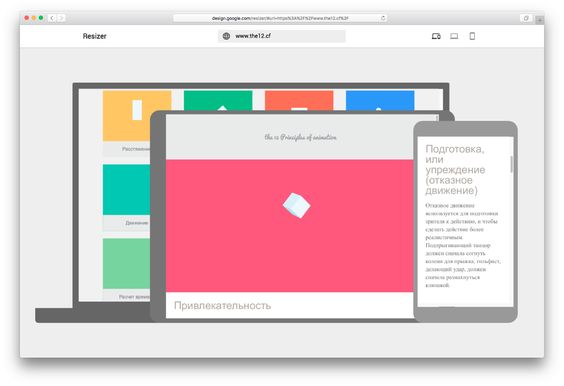 design.google.com/resizer/#url=https%3A%2F%2Fwww.the12.cf%2F
Resizer
www.the12.cf
Растяжение
Движение
Расчет време
the 12 Principles of animation
Привлекательность
Подготовка,
или
упреждение
(отказное
движение)
Отказное движение
используется для подготовки
зрителя к действию, и чтобы
сделать действие более
реалистичным.
Подпрыгивающий танцор
должен сначала согнуть
колени для прыжка; гольфист,
делающий удар, должен
сначала размахнуться
клюшкой.